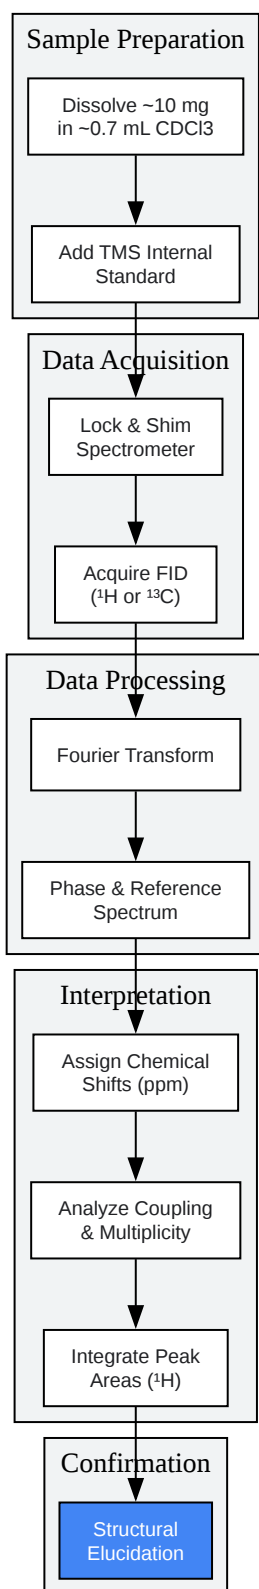 Sample Preparation
Dissolve ~10 mg
in ~0.7 mL CDCl3
Add TMS Internal
Standard
Data Acquisition
Lock & Shim
Spectrometer
Acquire FID
(¹H or ¹³C)
Data Processing
Fourier Transform
Phase & Reference
Spectrum
Interpretation
Assign Chemical
Shifts (ppm)
Analyze Coupling
& Multiplicity
Integrate Peak
Areas (¹H)
Confirmation
Structural
Elucidation